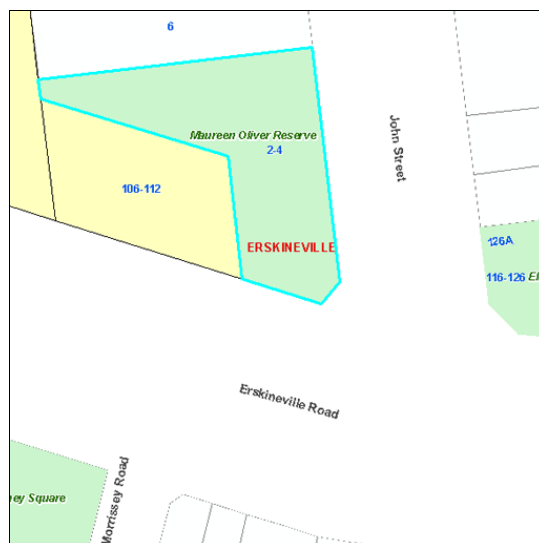 6
Maureen Oliver Reserve
2-4
John Street
106-112
ERSKINEVILLE
126A
116-126
Erskineville Road
ney Square
Morrissey Road